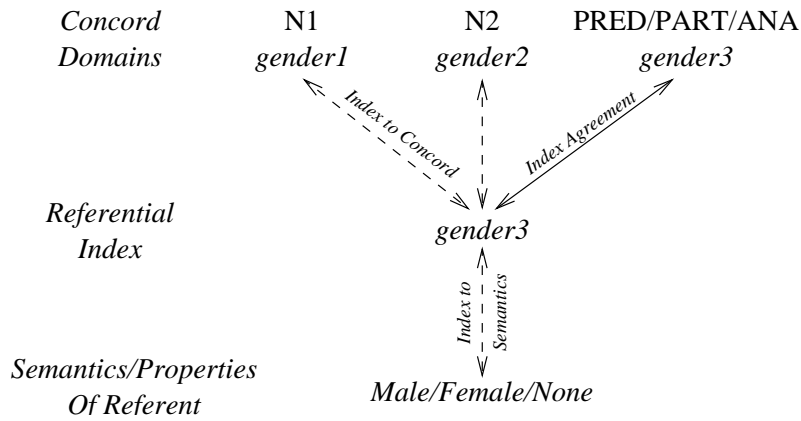 Concord N1 N2 PRED/PART/ANA
Domains gender1 gender2 gender3
Index to Concord
Index Agreement
Referential
Index
gender3
Index to
Semantics
Semantics/Properties
Of Referent
Male/Female/None